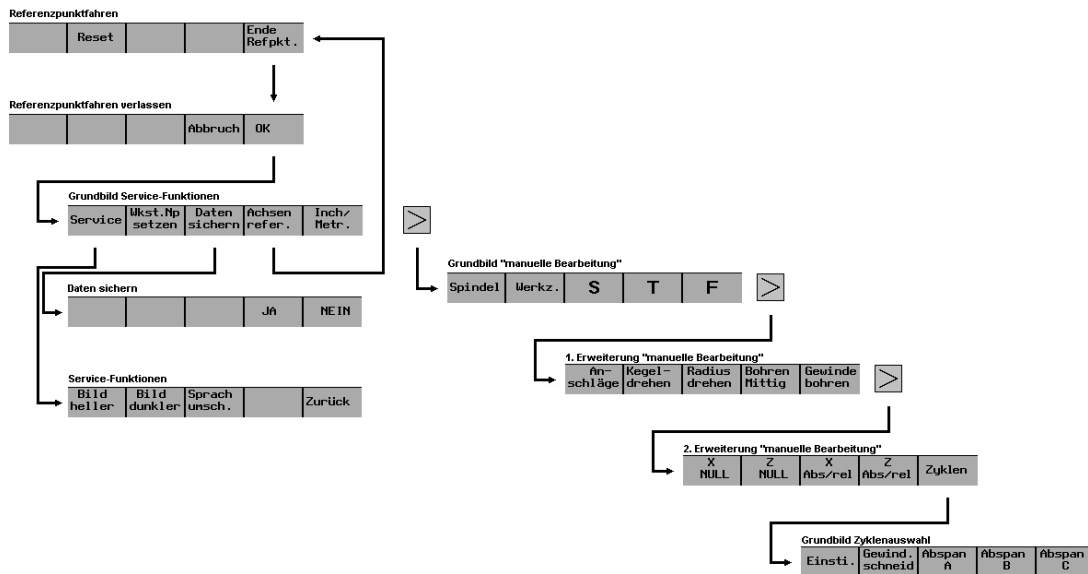 Referenzpunktfahren
Reset
Ende
Refpkt.
Referenzpunktfahren verlassen
Abbruch
OK
Grundbild Service-Funktionen
Service
Wkst.Np
setzen
Daten
sichern
Achsen
refer.
Inch/
Metr.
>
Grundbild "manuelle Bearbeitung"
Spindel
Werkz.
S
T
F
>
Daten sichern
JA
NEIN
1. Erweiterung "manuelle Bearbeitung"
An-
schläge
Kegel-
drehen
Radius
drehen
Bohren
Mittig
Gewinde
bohren
>
Service-Funktionen
Bild
heller
Bild
dunkler
Sprach
umsch.
Zurück
2. Erweiterung "manuelle Bearbeitung"
X
NULL
Z
NULL
X
Abs/rel
Z
Abs/rel
Zyklen
Grundbild Zyklenauswahl
Einsti.
Gewind.
schneid
Abspan
A
Abspan
B
Abspan
C